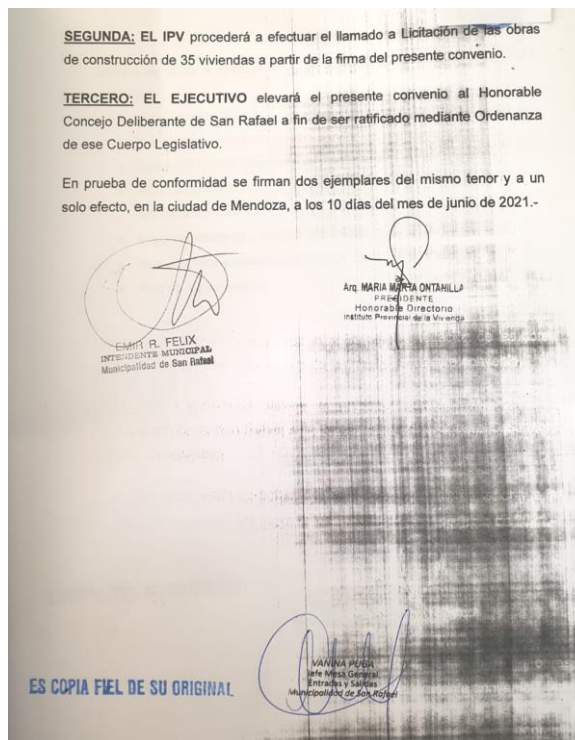 SEGUNDA: EL IPV procederá a efectuar el llamado a Licitación de las obras
de construcción de 35 viviendas a partir de la firma del presente convenio.
TERCERO: EL EJECUTIVO elevará el presente convenio al Honorable
Concejo Deliberante de San Rafael a fin de ser ratificado mediante Ordenanza
de ese Cuerpo Legislativo.
En prueba de conformidad se firman dos ejemplares del mismo tenor y a un
solo efecto, en la ciudad de Mendoza, a los 10 días del mes de junio de 2021.-
EMIR R. FELIX
INTENDENTE MUNICIPAL
Municipalidad de San Rafael
Arq. MARIA MARTA ONTANILLA
PRESIDENTE
Honorable Directorio
Instituto Provincial de la Vivienda
VANINA PUGA
Jefe Mesa General
Entradas y Salidas
Municipalidad de San Rafael
ES COPIA FIEL DE SU ORIGINAL